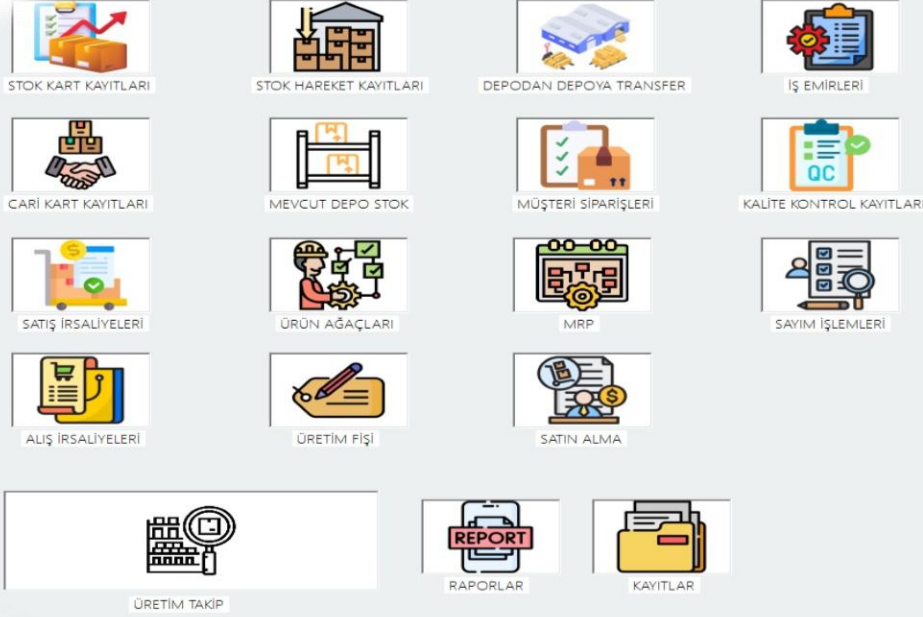 STOK KART KAYITLARI
STOK HAREKET KAYITLARI
DEPODAN DEPOYA TRANSFER
İŞ EMİRLERİ
CARİ KART KAYITLARI
MEVCUT DEPO STOK
MÜŞTERİ SİPARİŞLERİ
QC
KALİTE KONTROL KAYITLARI
SATIŞ İRSALİYELERİ
ÜRÜN AĞAÇLARI
MRP
SAYIM İŞLEMLERİ
ALIŞ İRSALİYELERİ
ÜRETİM FİŞİ
SATIN ALMA
REPORT
ÜRETİM TAKİP
RAPORLAR
KAYITLAR